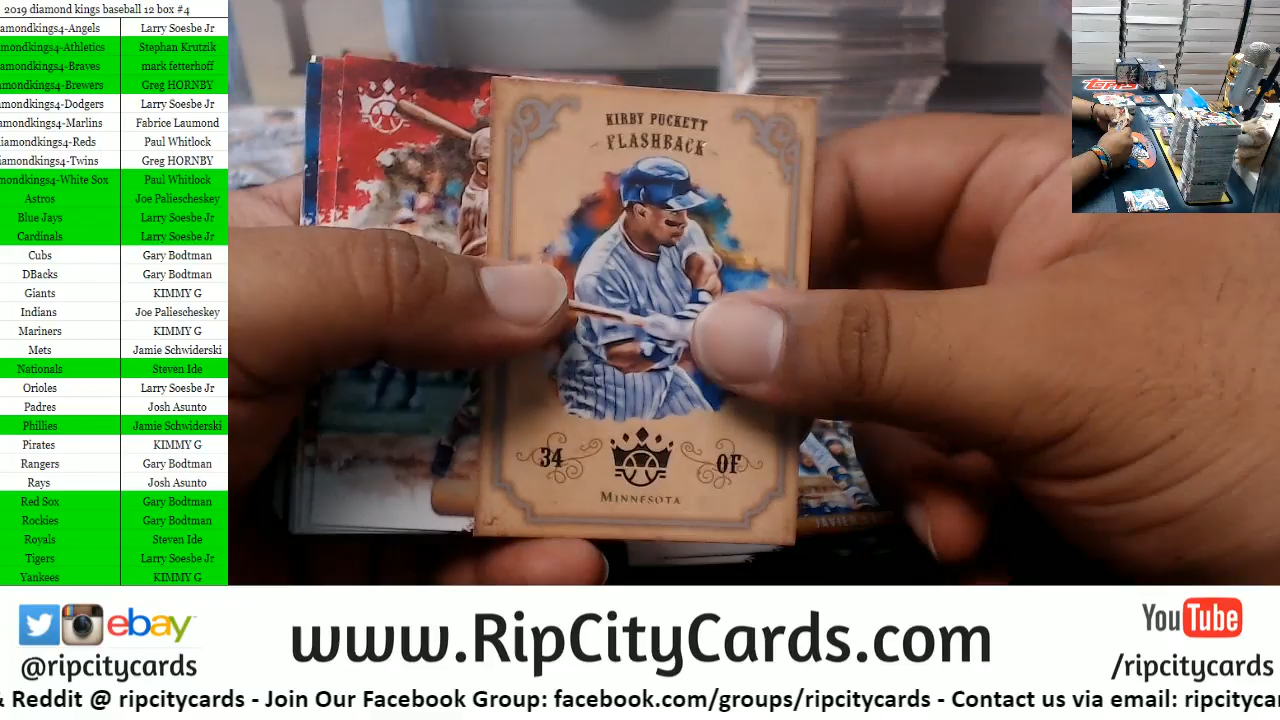 2019 diamond kings baseball 12 box #4
amondkings4-Angels Larry Soesbe Jr
mondkings4-Athletics Stephan Krutzik
amondkings4-Braves mark fetterhoff
amondkings4-Brewers Greg HORNBY
amondkings4-Dodgers Larry Soesbe Jr
amondkings4-Marlins Fabrice Laumond
diamondkings4-Reds Paul Whitlock
iamondkings4-Twins Greg HORNBY
mondkings4-White Sox Paul Whitlock
Astros Joe Paliescheskey
Blue Jays Larry Soesbe Jr
Cardinals Larry Soesbe Jr
Cubs Gary Bodtman
DBacks Gary Bodtman
Giants KIMMY G
Indians Joe Paliescheskey
Mariners KIMMY G
Mets Jamie Schwiderski
Nationals Steven Ide
Orioles Larry Soesbe Jr
Padres Josh Asunto
Phillies Jamie Schwiderski
Pirates KIMMY G
Rangers Gary Bodtman
Rays Josh Asunto
Red Sox Gary Bodtman
Rockies Gary Bodtman
Royals Steven Ide
Tigers Larry Soesbe Jr
Yankees KIMMY G
KIRBY PUCKETT
FLASHBACK
34 OF
MINNESOTA
JAVIER
Topps
ebay
@ripcitycards
www.RipCityCards.com
YouTube
/ripcitycards
& Reddit @ ripcitycards - Join Our Facebook Group: facebook.com/groups/ripcitycards - Contact us via email: ripcitycar